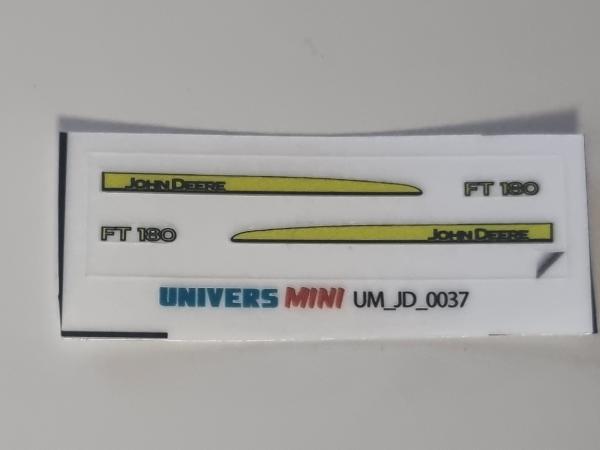 JOHN DEERE FT 180
FT 180 JOHN DEERE
UNIVERS MINI UM_JD_0037